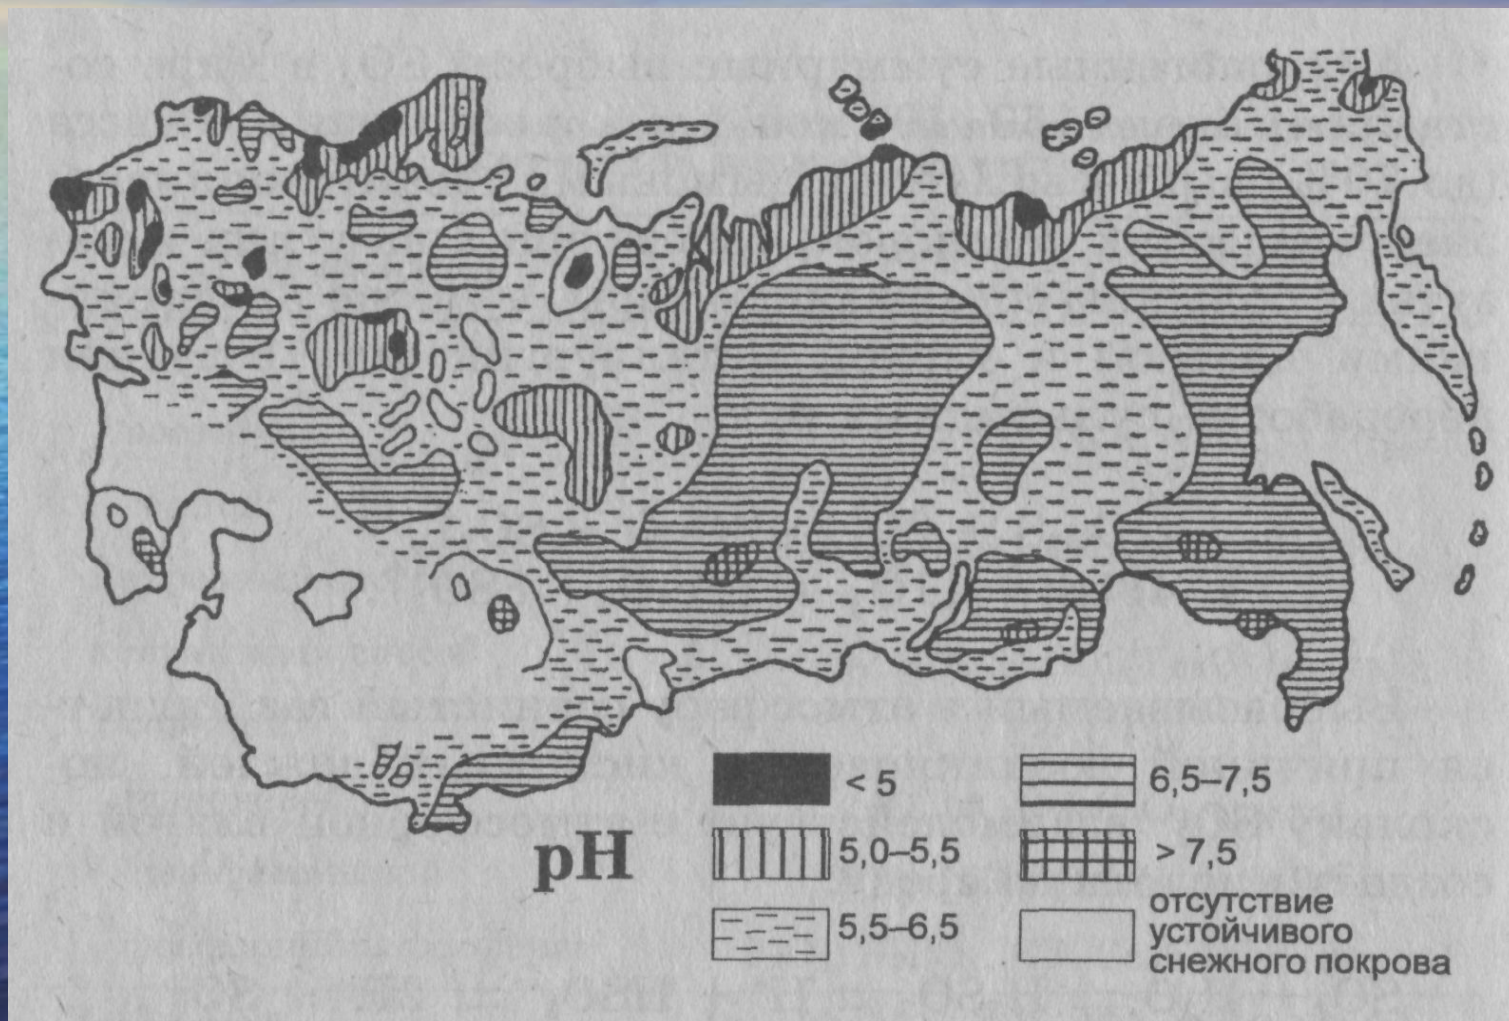 pH
< 5
5,0–5,5
5,5–6,5
6,5–7,5
> 7,5
отсутствие
устойчивого
снежного покрова